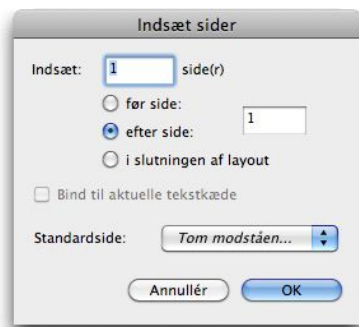 Indsæt sider
Indsæt: 1 side(r)
før side:
efter side: 1
i slutningen af layout
Bind til aktuelle tekstkæde
Standardside: Tom modståen...
Annullér OK